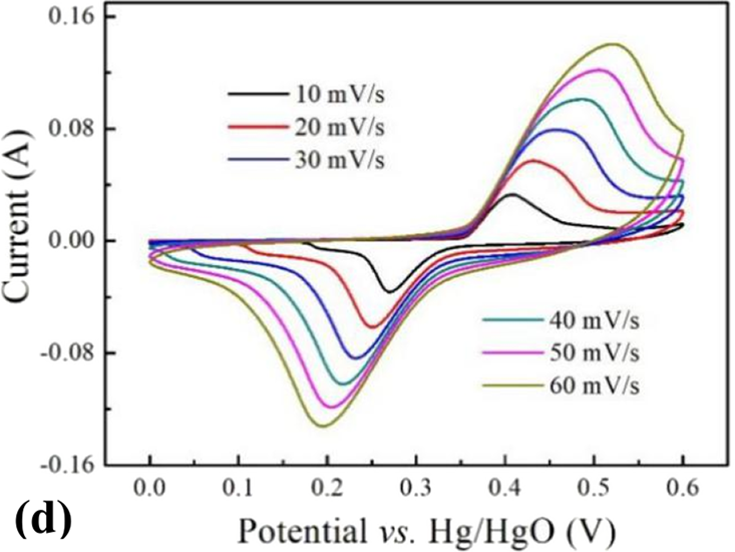 0.16
0.08
0.00
-0.08
-0.16
Current (A)
10 mV/s
20 mV/s
30 mV/s
40 mV/s
50 mV/s
60 mV/s
0.0 0.1 0.2 0.3 0.4 0.5 0.6
Potential vs. Hg/HgO (V)
(d)